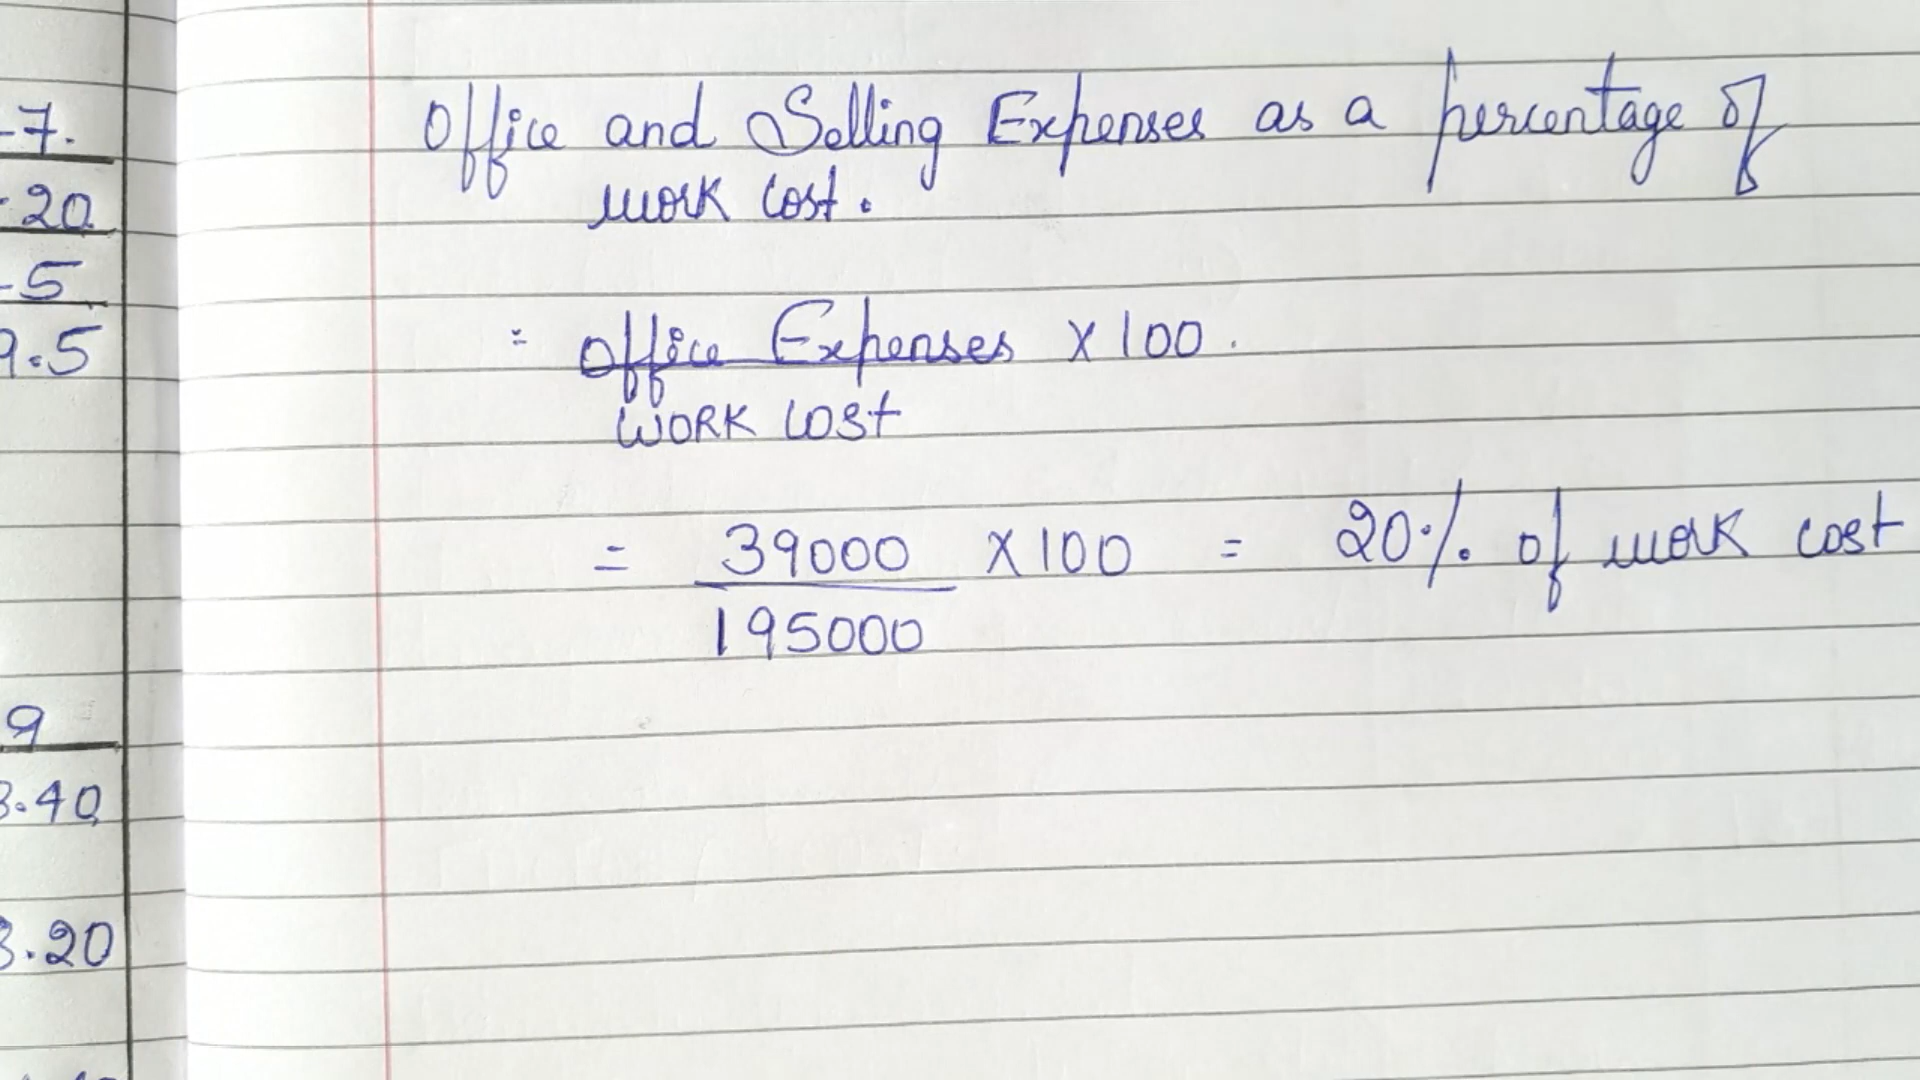 -7.
20
-5
9.5
9
3.40
3.20
Office and Selling Expenses as a percentage of
work cost.
= Office Expenses X 100.
WORK COST
= 39000 X 100 = 20% of work cost
195000